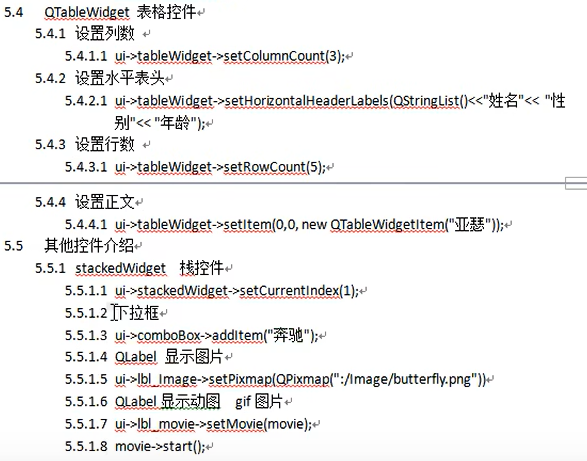 5.4 QTableWidget 表格控件
5.4.1 设置列数
5.4.1.1 ui->tableWidget->setColumnCount(3);
5.4.2 设置水平表头
5.4.2.1 ui->tableWidget->setHorizontalHeaderLabels(QStringList()<<"姓名"<< "性
别"<< "年龄");
5.4.3 设置行数
5.4.3.1 ui->tableWidget->setRowCount(5);
5.4.4 设置正文
5.4.4.1 ui->tableWidget->setItem(0,0, new QTableWidgetItem("亚瑟"));
5.5 其他控件介绍
5.5.1 stackedWidget 栈控件
5.5.1.1 ui->stackedWidget->setCurrentIndex(1);
5.5.1.2 下拉框
5.5.1.3 ui->comboBox->addItem("奔驰");
5.5.1.4 QLabel 显示图片
5.5.1.5 ui->lbl_Image->setPixmap(QPixmap(":/Image/butterfly.png"))
5.5.1.6 QLabel 显示动图 gif 图片
5.5.1.7 ui->lbl_movie->setMovie(movie);
5.5.1.8 movie->start();